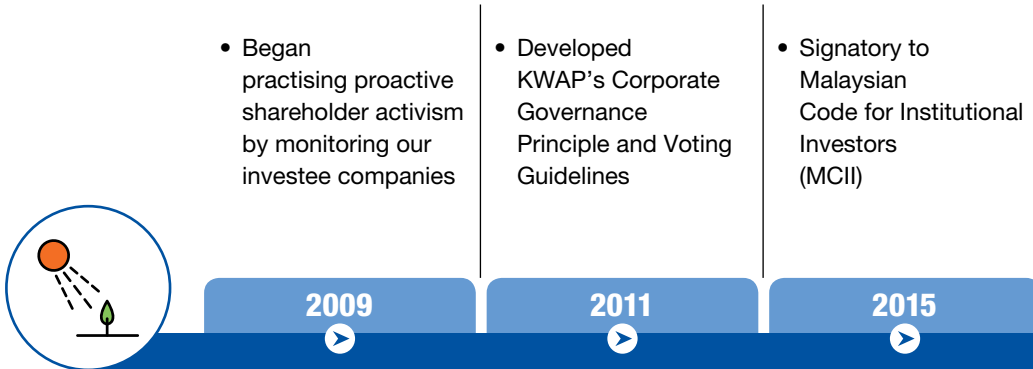 • Began
practising proactive
shareholder activism
by monitoring our
investee companies
• Developed
KWAP’s Corporate
Governance
Principle and Voting
Guidelines
• Signatory to
Malaysian
Code for Institutional
Investors
(MCII)
2009
2011
2015